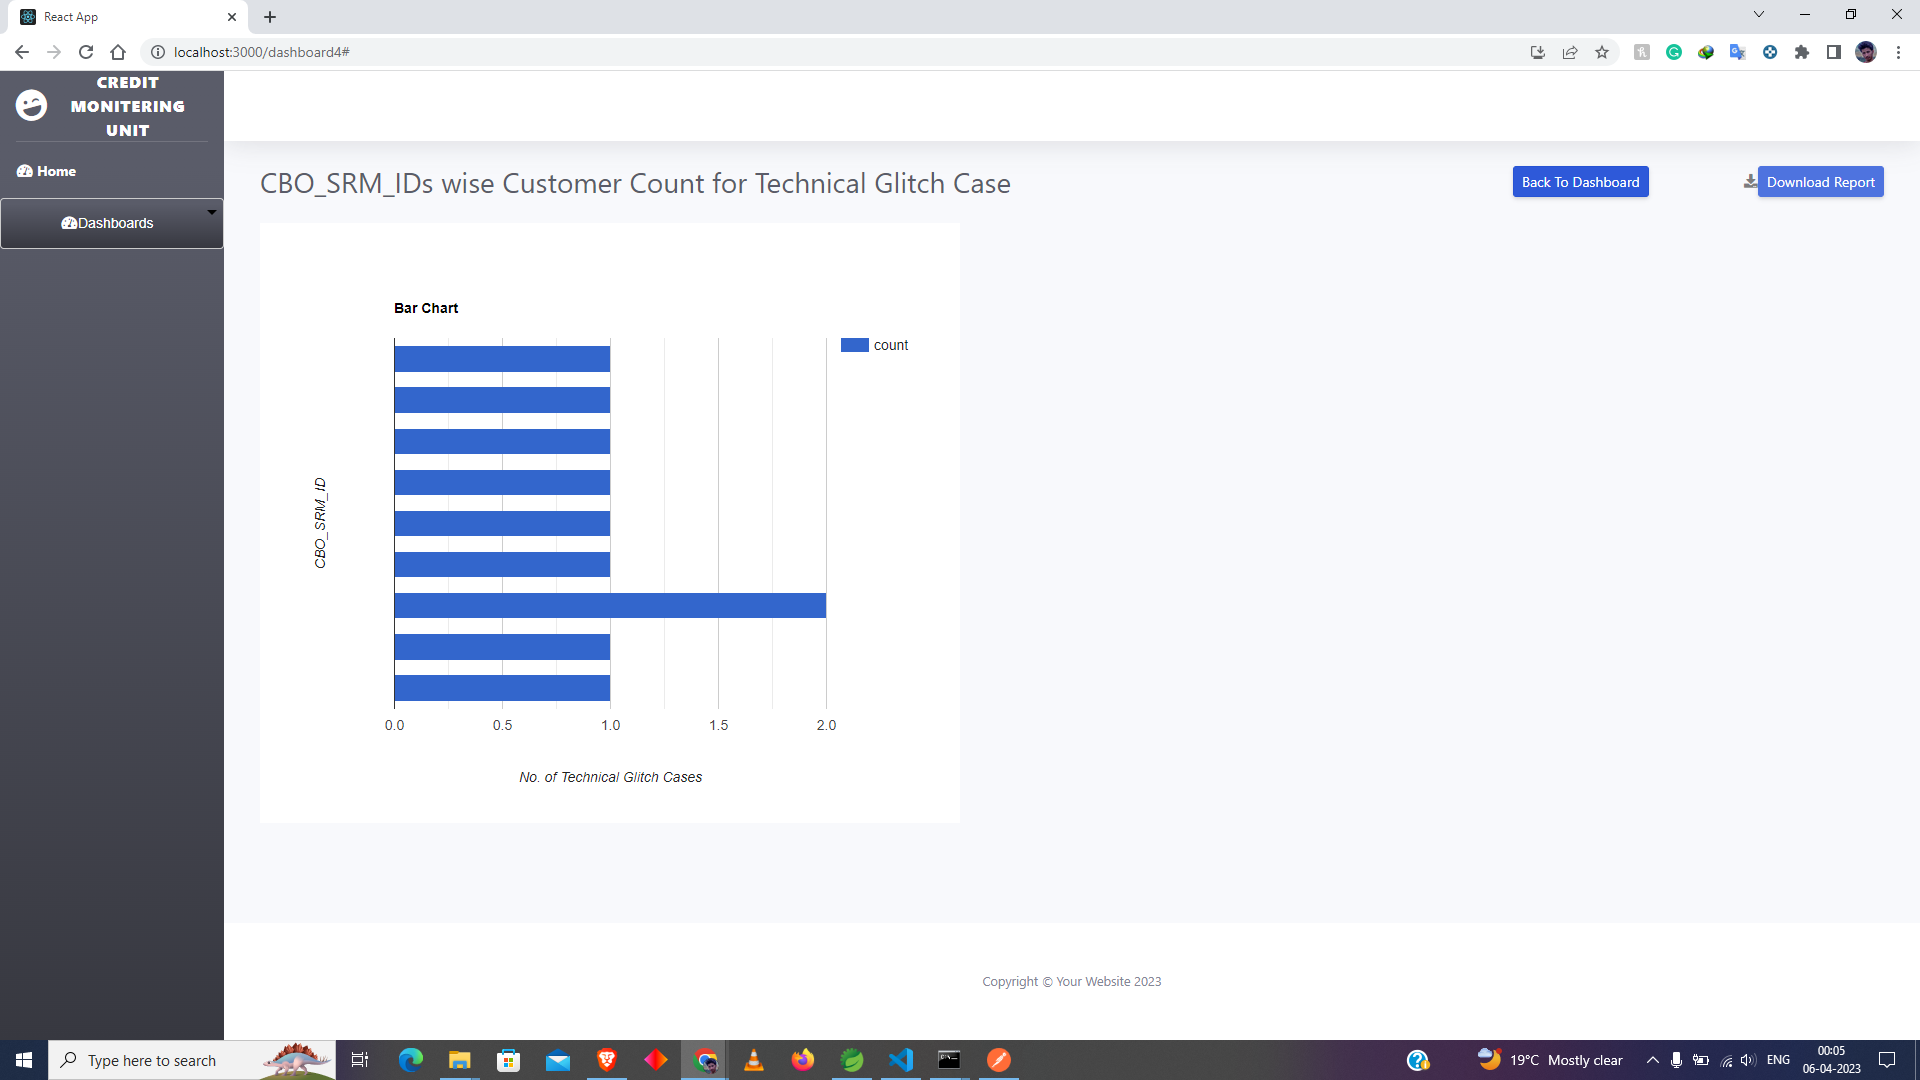 React App
localhost:3000/dashboard4#
CREDIT
MONITERING
UNIT
Home
Dashboards
CBO_SRM_IDs wise Customer Count for Technical Glitch Case
Back To Dashboard
Download Report
Bar Chart
count
CBO_SRM_ID
0.0 0.5 1.0 1.5 2.0
No. of Technical Glitch Cases
Copyright © Your Website 2023
Type here to search
19°C Mostly clear
ENG
00:05
06-04-2023